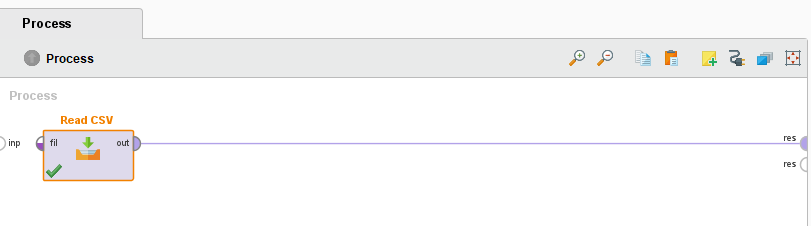 Process
Process
Process
Read CSV
inp
fil
out
res
res